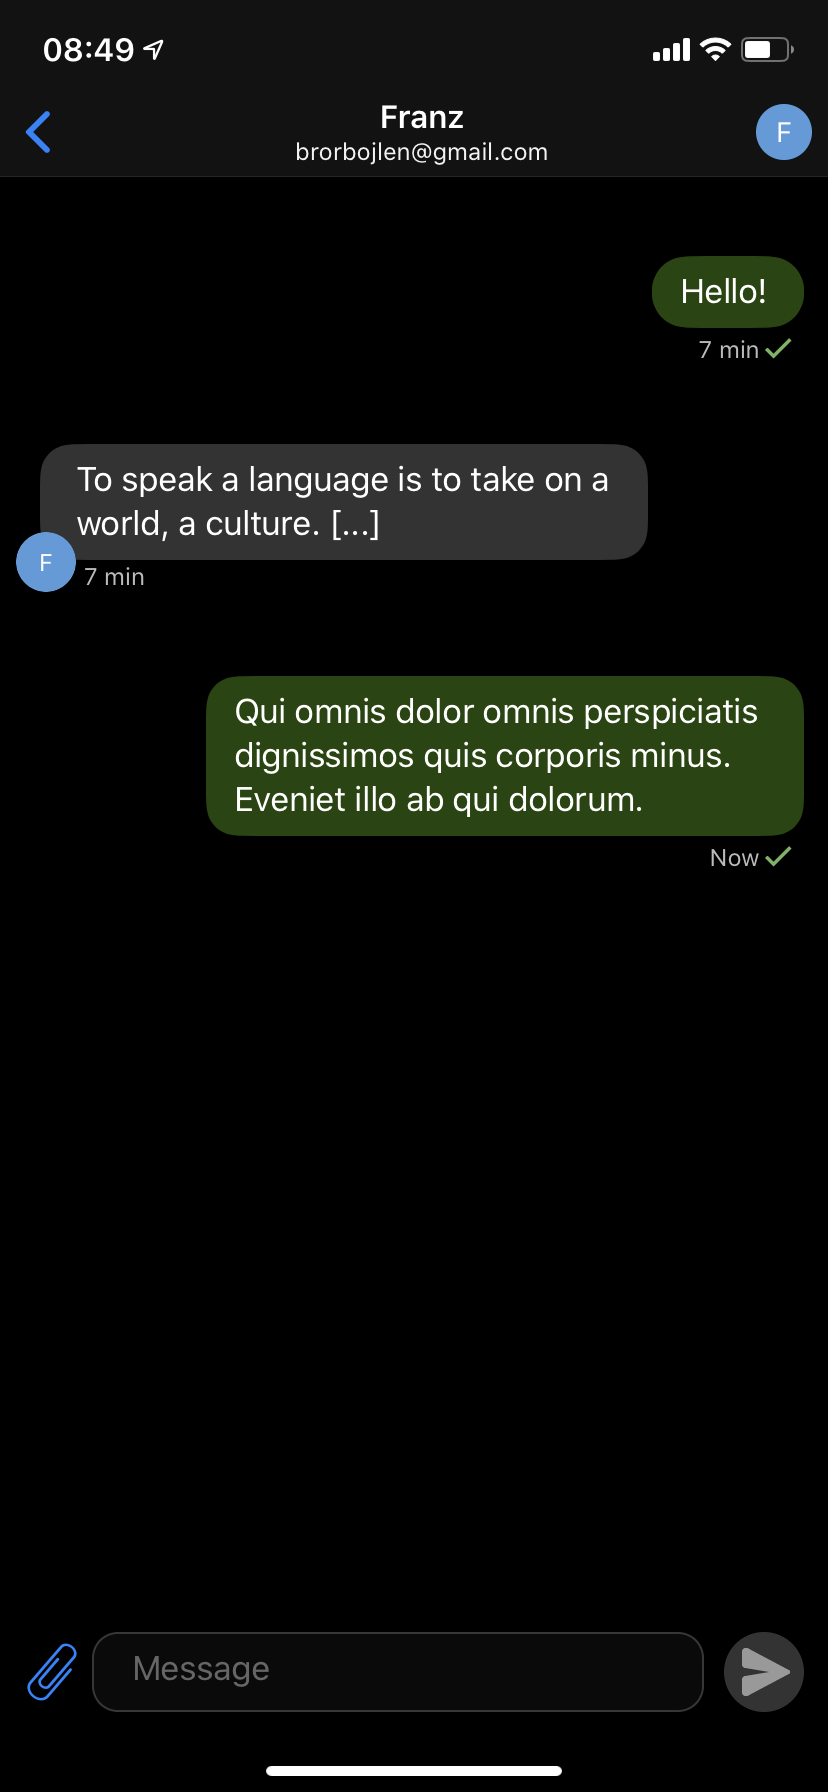 08:49
Franz
brorbojlen@gmail.com
F
Hello!
7 min
To speak a language is to take on a
world, a culture. [...]
F
7 min
Qui omnis dolor omnis perspiciatis
dignissimos quis corporis minus.
Eveniet illo ab qui dolorum.
Now
Message